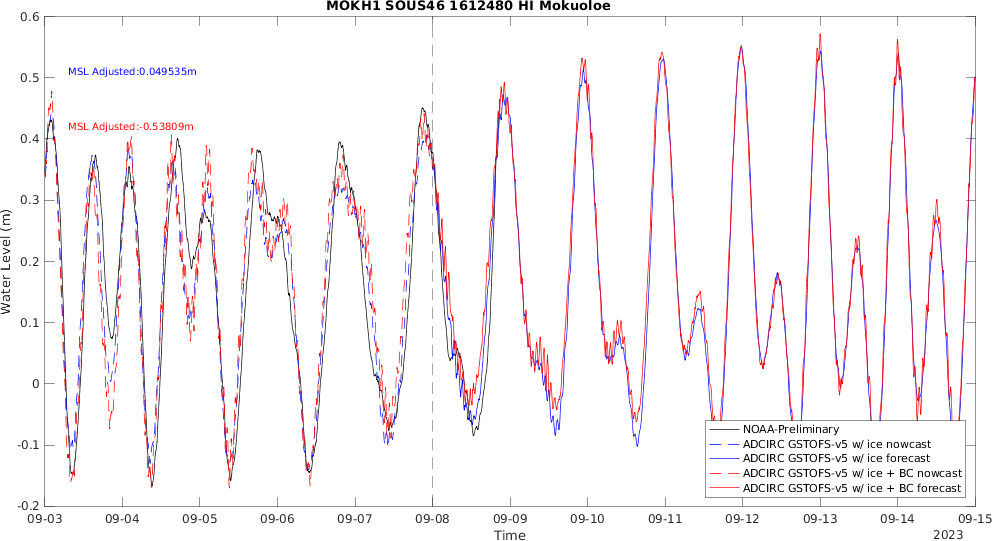 MOKH1 SOUS46 1612480 HI Mokuoloe
0.6
0.5
0.4
0.3
0.2
0.1
0
-0.1
-0.2
Water Level (m)
MSL Adjusted:0.049535m
MSL Adjusted:-0.53809m
NOAA-Preliminary
ADCIRC GSTOFS-v5 w/ ice nowcast
ADCIRC GSTOFS-v5 w/ ice forecast
ADCIRC GSTOFS-v5 w/ ice + BC nowcast
ADCIRC GSTOFS-v5 w/ ice + BC forecast
09-03 09-04 09-05 09-06 09-07 09-08 09-09 09-10 09-11 09-12 09-13 09-14 09-15
Time
2023